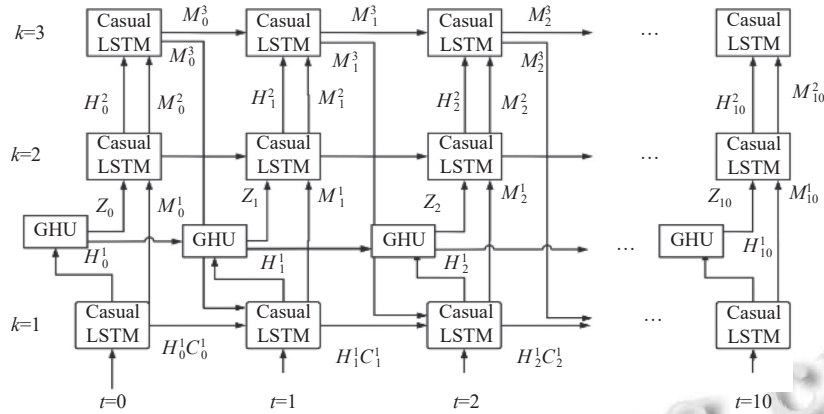 k=3
Casual LSTM
M_0^3
M_0^3
Casual LSTM
M_1^3
M_1^3
Casual LSTM
M_2^3
M_2^3
...
Casual LSTM
H_0^2
M_0^2
H_1^2
M_1^2
H_2^2
M_2^2
H_10^2
M_10^2
k=2
Casual LSTM
Casual LSTM
Casual LSTM
...
Casual LSTM
Z_0
M_0^1
Z_1
M_1^1
Z_2
M_2^1
Z_10
M_10^1
GHU
GHU
GHU
...
GHU
H_0^1
H_1^1
H_2^1
H_10^1
k=1
Casual LSTM
Casual LSTM
Casual LSTM
...
Casual LSTM
H_0^1C_0^1
H_1^1C_1^1
H_2^1C_2^1
t=0
t=1
t=2
t=10